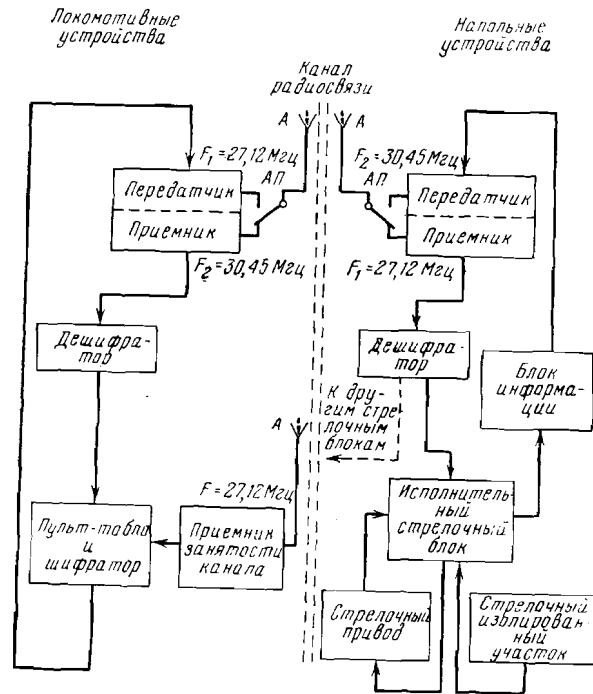 Локомотивные
устройства
Напольные
устройства
Канал
радиосвязи
А
А
F₁=27,12 Мгц
АП
Передатчик
Приемник
F₂=30,45 Мгц
F₂=30,45 Мгц
АП
Передатчик
Приемник
F₁=27,12 Мгц
Дешифра-
тор
Дешифра-
тор
Блок
информа-
ции
К дру-
гим стре-
лочным
блокам
А
F=27,12 Мгц
Пульт-табло
и
шифратор
Приемник
занятости
канала
Исполнитель-
ный
стрелочный
блок
Стрелочный
привод
Стрелочный
изолирован-
ный
участок